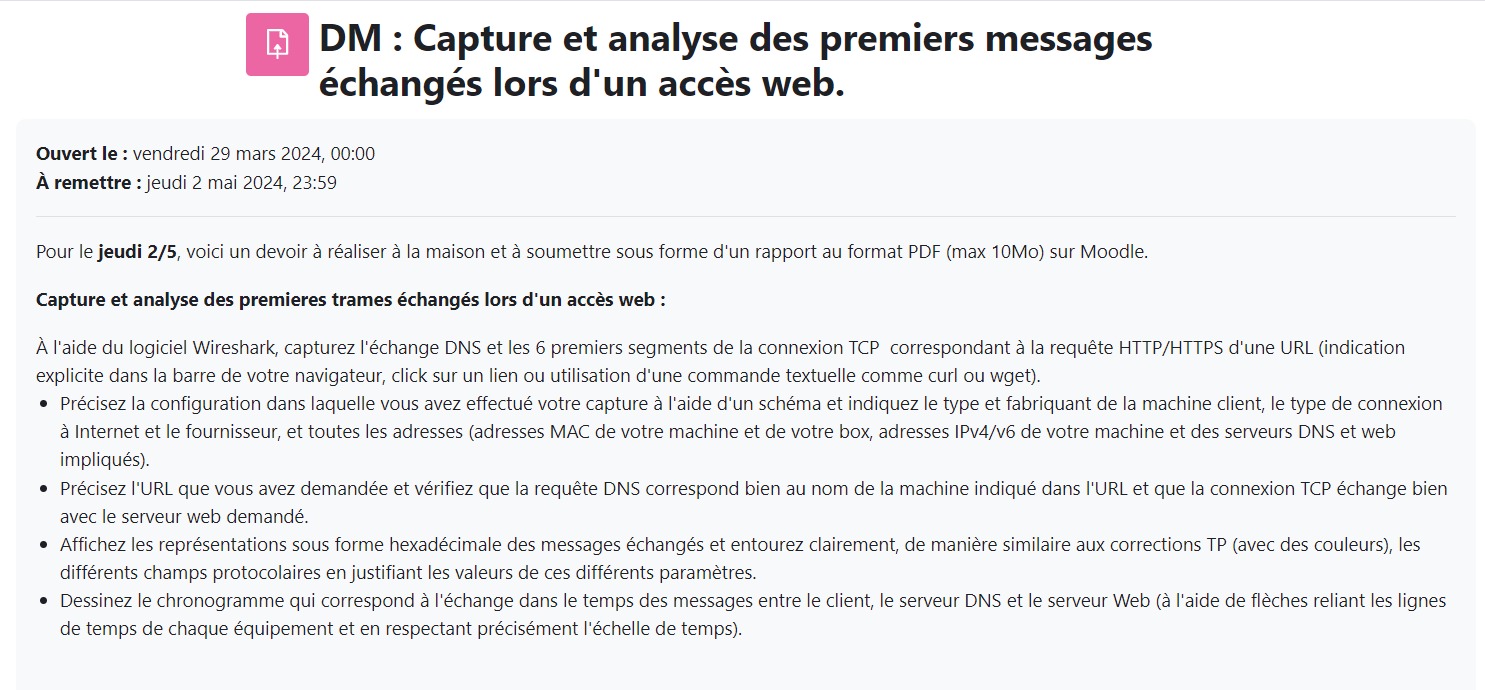 DM : Capture et analyse des premiers messages
échangés lors d'un accès web.
Ouvert le : vendredi 29 mars 2024, 00:00
À remettre : jeudi 2 mai 2024, 23:59
Pour le jeudi 2/5, voici un devoir à réaliser à la maison et à soumettre sous forme d'un rapport au format PDF (max 10Mo) sur Moodle.
Capture et analyse des premieres trames échangés lors d'un accès web :
À l'aide du logiciel Wireshark, capturez l'échange DNS et les 6 premiers segments de la connexion TCP  correspondant à la requête HTTP/HTTPS d'une URL (indication
explicite dans la barre de votre navigateur, click sur un lien ou utilisation d'une commande textuelle comme curl ou wget).
• Précisez la configuration dans laquelle vous avez effectué votre capture à l'aide d'un schéma et indiquez le type et fabriquant de la machine client, le type de connexion
à Internet et le fournisseur, et toutes les adresses (adresses MAC de votre machine et de votre box, adresses IPv4/v6 de votre machine et des serveurs DNS et web
impliqués).
• Précisez l'URL que vous avez demandée et vérifiez que la requête DNS correspond bien au nom de la machine indiqué dans l'URL et que la connexion TCP échange bien
avec le serveur web demandé.
• Affichez les représentations sous forme hexadécimale des messages échangés et entourez clairement, de manière similaire aux corrections TP (avec des couleurs), les
différents champs protocolaires en justifiant les valeurs de ces différents paramètres.
• Dessinez le chronogramme qui correspond à l'échange dans le temps des messages entre le client, le serveur DNS et le serveur Web (à l'aide de flèches reliant les lignes
de temps de chaque équipement et en respectant précisément l'échelle de temps).